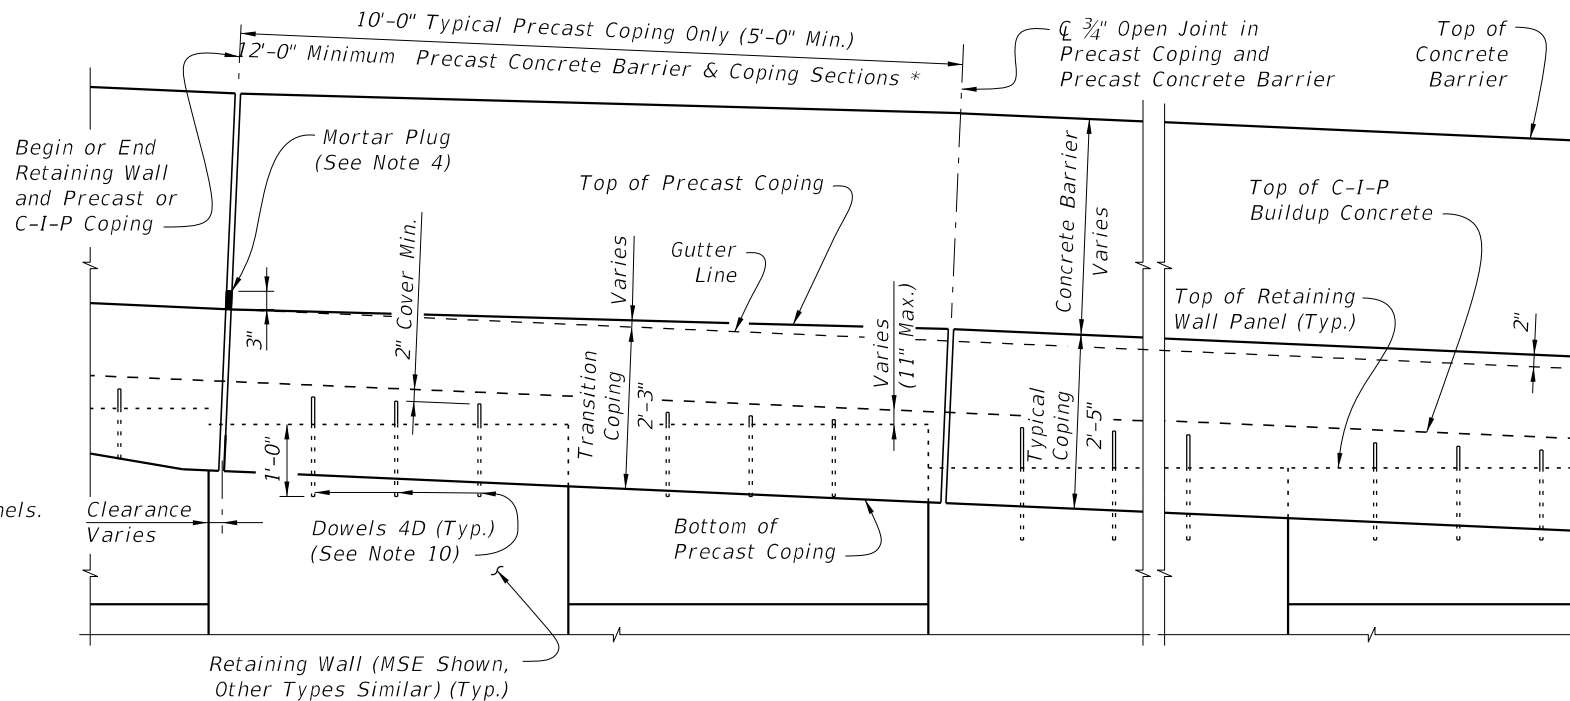 10'-0" Typical Precast Coping Only (5'-0" Min.)
12'-0" Minimum Precast Concrete Barrier & Coping Sections *
℄ ¾" Open Joint in
Precast Coping and
Precast Concrete Barrier
Top of
Concrete
Barrier
Begin or End
Retaining Wall
and Precast or
C-I-P Coping
Mortar Plug
(See Note 4)
Top of Precast Coping
Gutter
Line
2" Cover Min.
Varies
Concrete Barrier
Varies
Top of C-I-P
Buildup Concrete
Top of Retaining
Wall Panel (Typ.)
2"
3"
Varies
(11" Max.)
Transition
Coping
2'-3"
Typical
Coping
2'-5"
1'-0"
nels.
Clearance
Varies
Dowels 4D (Typ.)
(See Note 10)
Bottom of
Precast Coping
Retaining Wall (MSE Shown,
Other Types Similar) (Typ.)